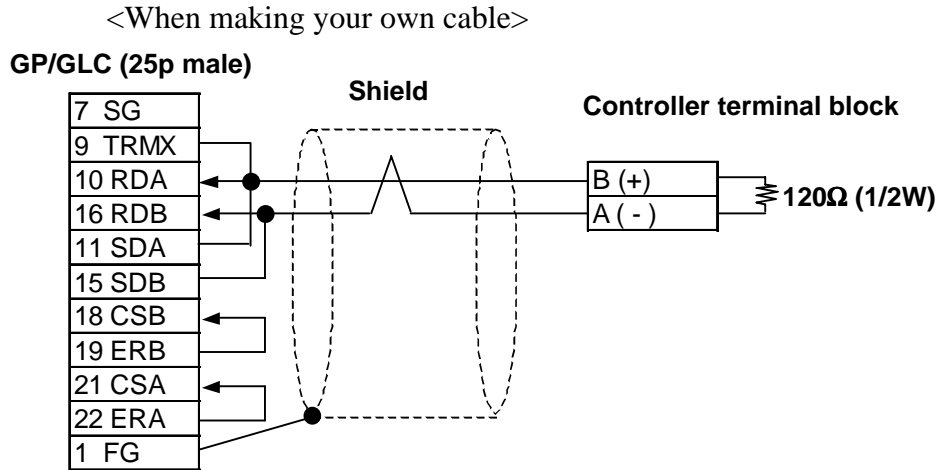 <When making your own cable>
GP/GLC (25p male)
Shield
Controller terminal block
7 SG
9 TRMX
10 RDA
16 RDB
11 SDA
15 SDB
18 CSB
19 ERB
21 CSA
22 ERA
1 FG
B (+)
A ( - )
120Ω (1/2W)